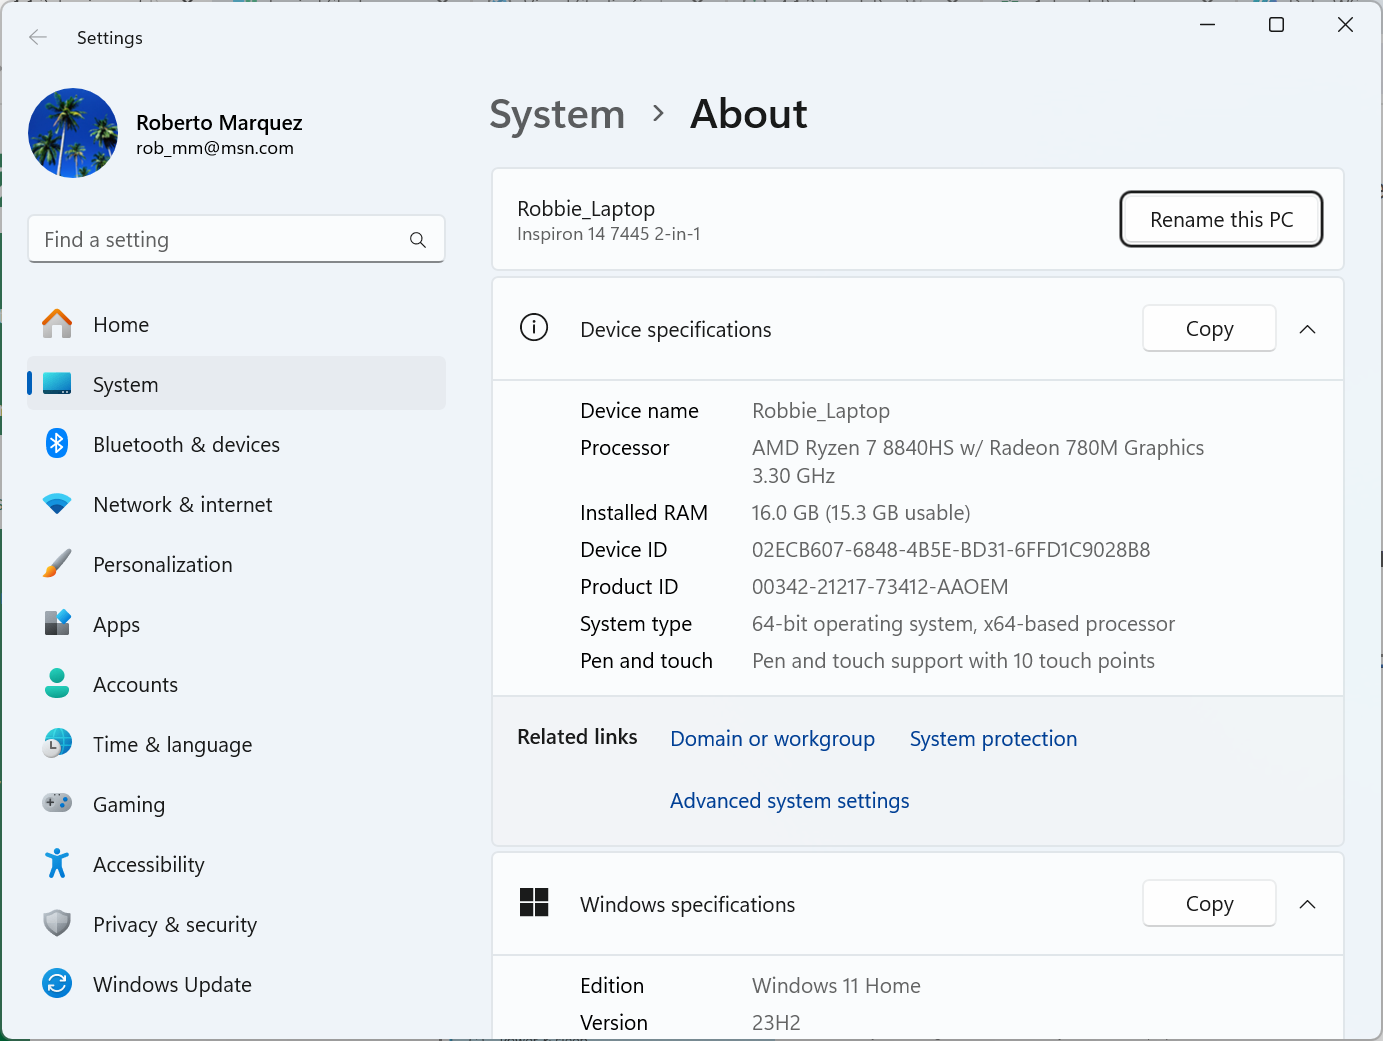 Settings
Roberto Marquez
rob_mm@msn.com
Find a setting
Home
System
Bluetooth & devices
Network & internet
Personalization
Apps
Accounts
Time & language
Gaming
Accessibility
Privacy & security
Windows Update
System > About
Robbie_Laptop
Inspiron 14 7445 2-in-1
Rename this PC
Device specifications
Copy
Device name Robbie_Laptop
Processor AMD Ryzen 7 8840HS w/ Radeon 780M Graphics
3.30 GHz
Installed RAM 16.0 GB (15.3 GB usable)
Device ID 02ECB607-6848-4B5E-BD31-6FFD1C9028B8
Product ID 00342-21217-73412-AAOEM
System type 64-bit operating system, x64-based processor
Pen and touch Pen and touch support with 10 touch points
Related links Domain or workgroup System protection
Advanced system settings
Windows specifications
Copy
Edition Windows 11 Home
Version 23H2